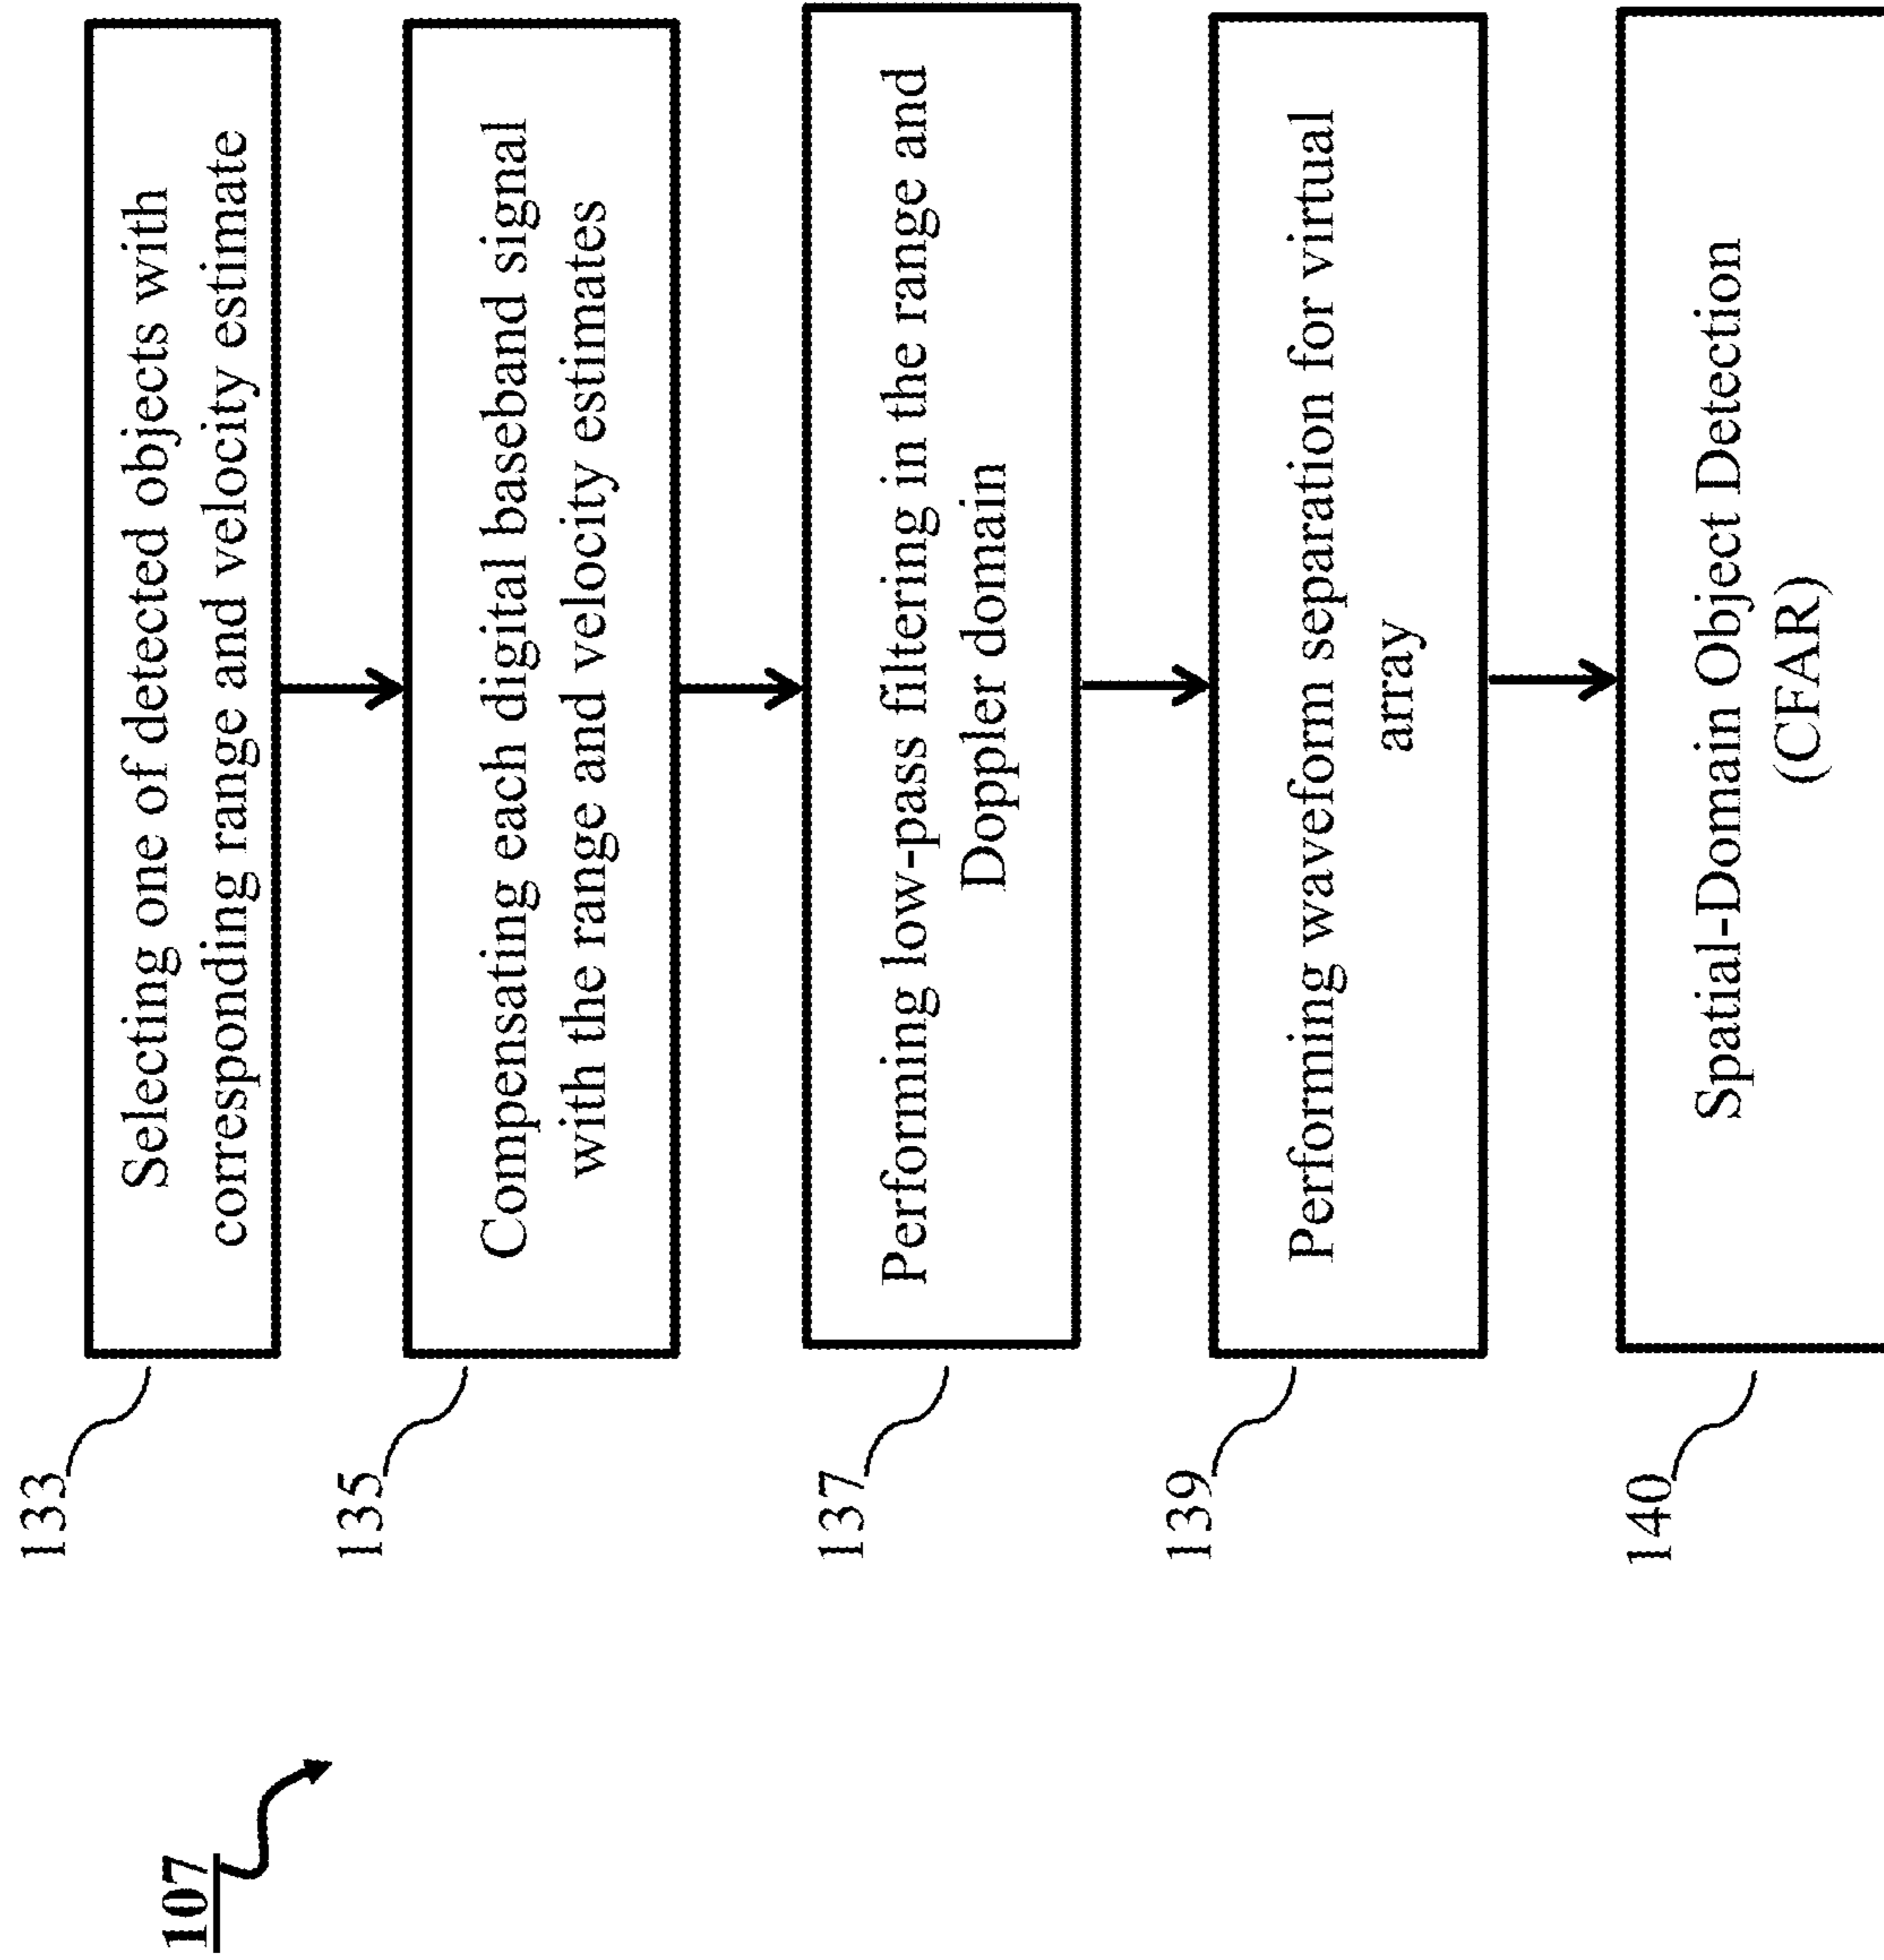 107
133
Selecting one of detected objects with
corresponding range and velocity estimate
135
Compensating each digital baseband signal
with the range and velocity estimates
137
Performing low-pass filtering in the range and
Doppler domain
139
Performing waveform separation for virtual
array
140
Spatial-Domain Object Detection
(CFAR)